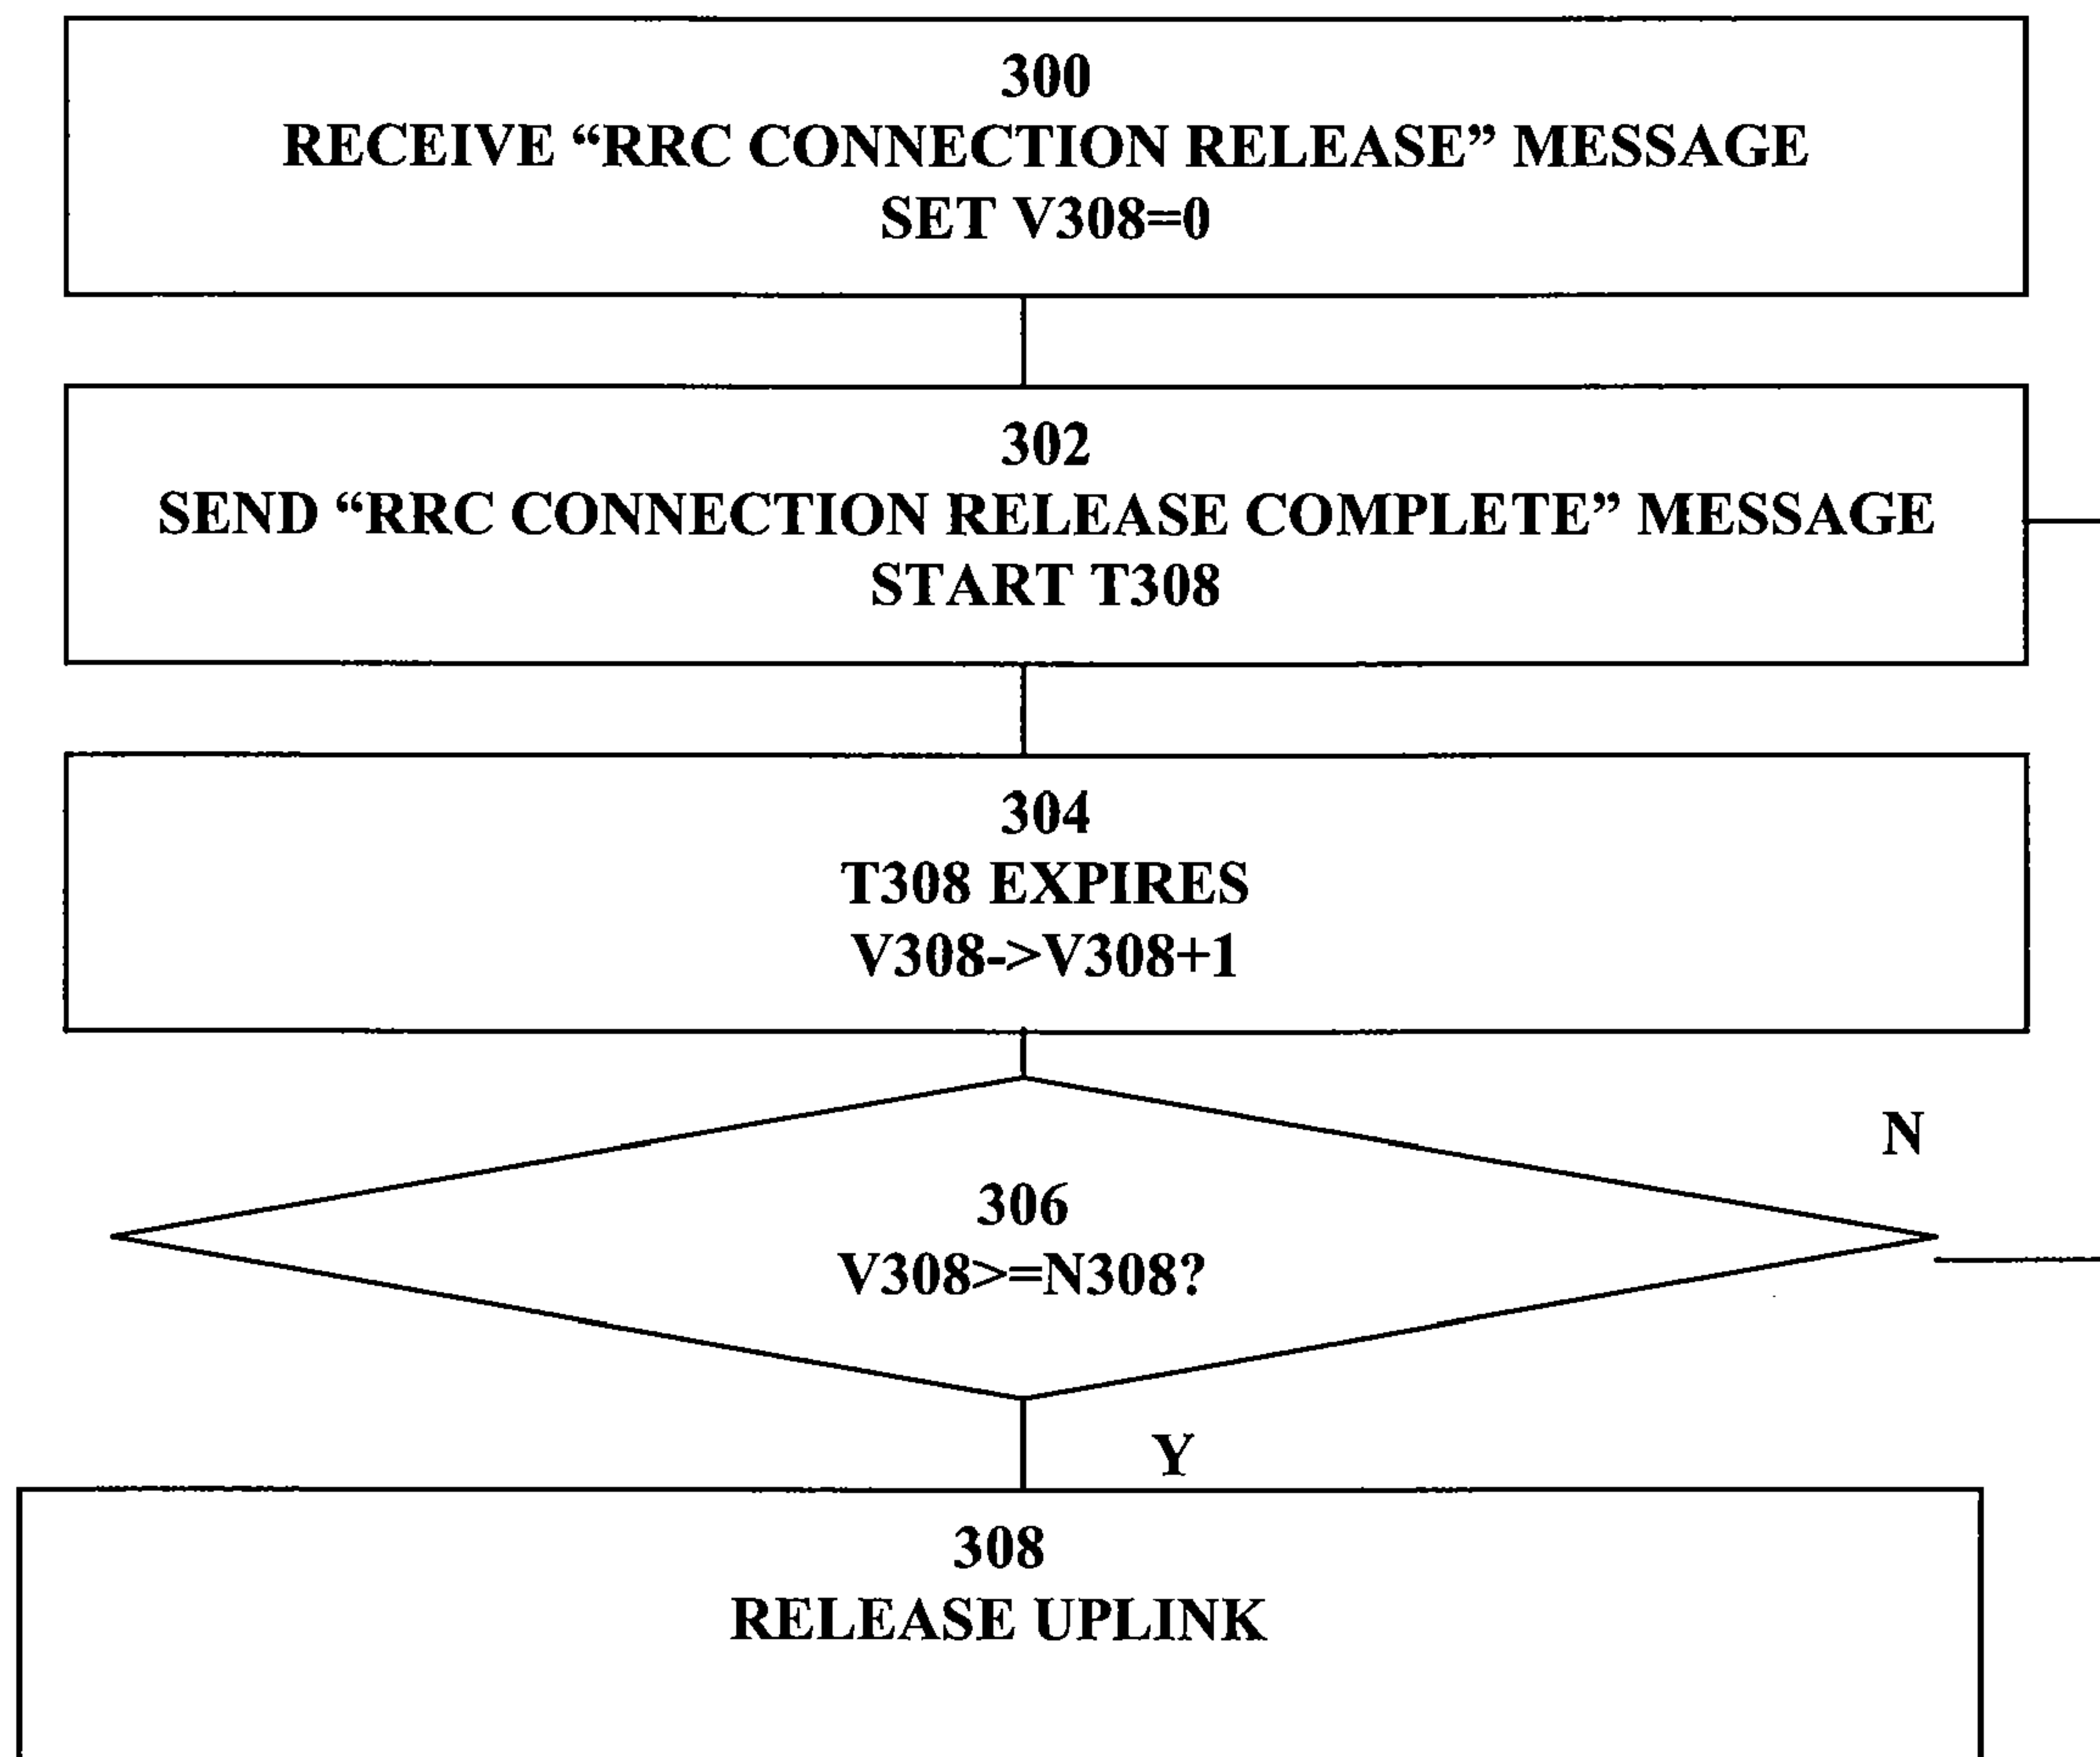 300
RECEIVE “RRC CONNECTION RELEASE” MESSAGE
SET V308=0
302
SEND “RRC CONNECTION RELEASE COMPLETE” MESSAGE
START T308
304
T308 EXPIRES
V308->V308+1
N
306
V308>=N308?
Y
308
RELEASE UPLINK